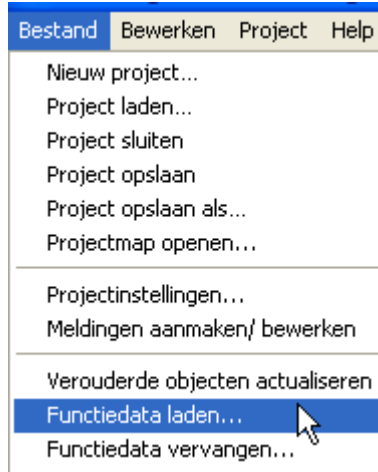 Bestand Bewerken Project Help
Nieuw project...
Project laden...
Project sluiten
Project opslaan
Project opslaan als...
Projectmap openen...
Projectinstellingen...
Meldingen aanmaken/ bewerken
Verouderde objecten actualiseren
Functiedata laden...
Functiedata vervangen...